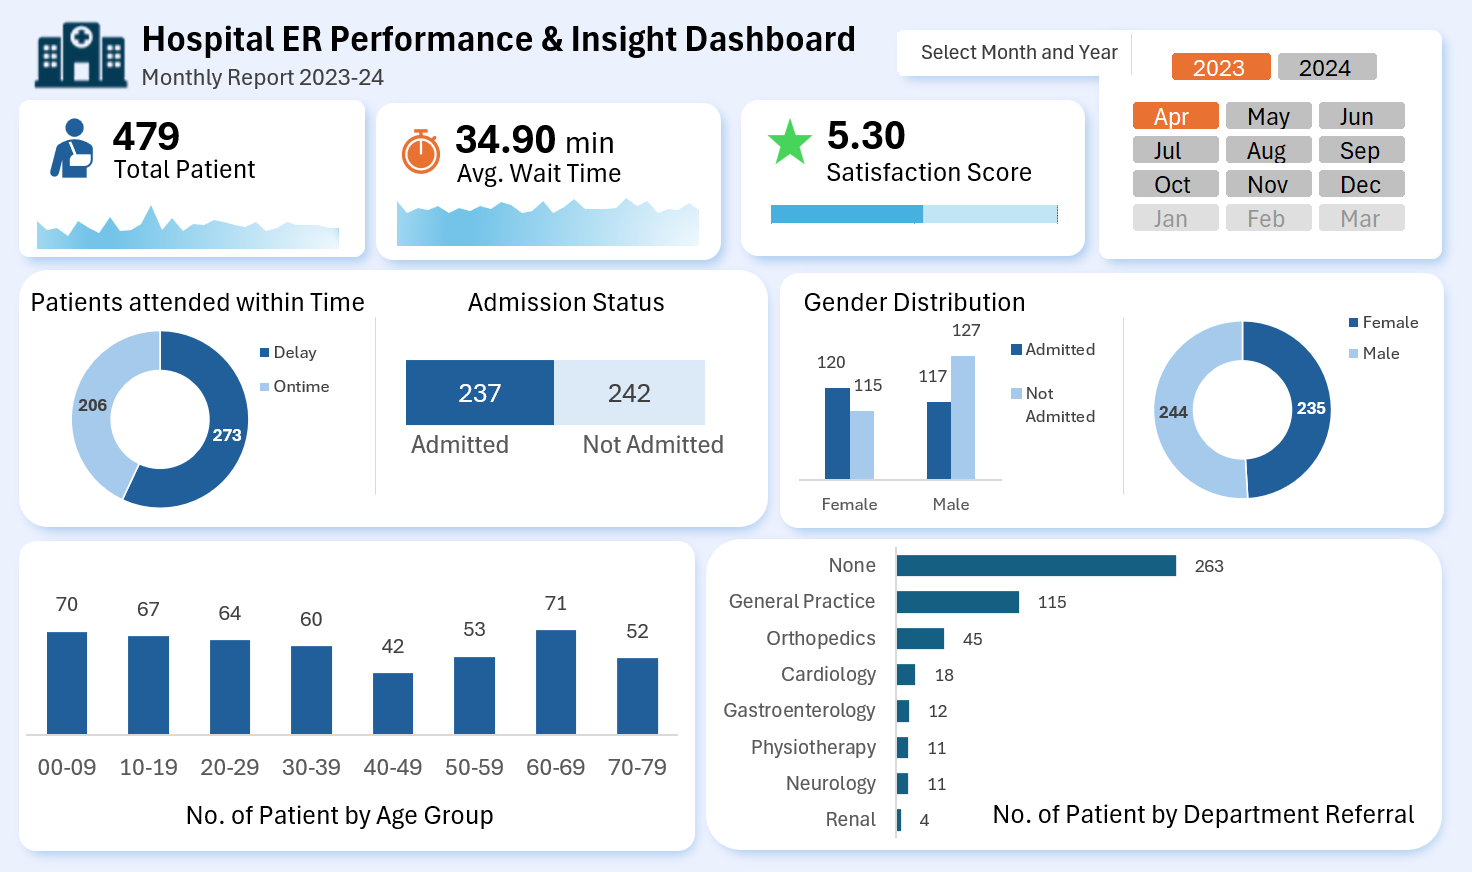 Hospital ER Performance & Insight Dashboard
Monthly Report 2023-24
Select Month and Year
2023 2024
Apr May Jun
Jul Aug Sep
Oct Nov Dec
Jan Feb Mar
479
Total Patient
34.90 min
Avg. Wait Time
5.30
Satisfaction Score
Patients attended within Time
Delay
Ontime
206
273
Admission Status
237 242
Admitted Not Admitted
Gender Distribution
120
115
117
127
Female Male
Admitted
Not
Admitted
Female
Male
244
235
70 67 64 60 42 53 71 52
00-09 10-19 20-29 30-39 40-49 50-59 60-69 70-79
No. of Patient by Age Group
None 263
General Practice 115
Orthopedics 45
Cardiology 18
Gastroenterology 12
Physiotherapy 11
Neurology 11
Renal 4
No. of Patient by Department Referral